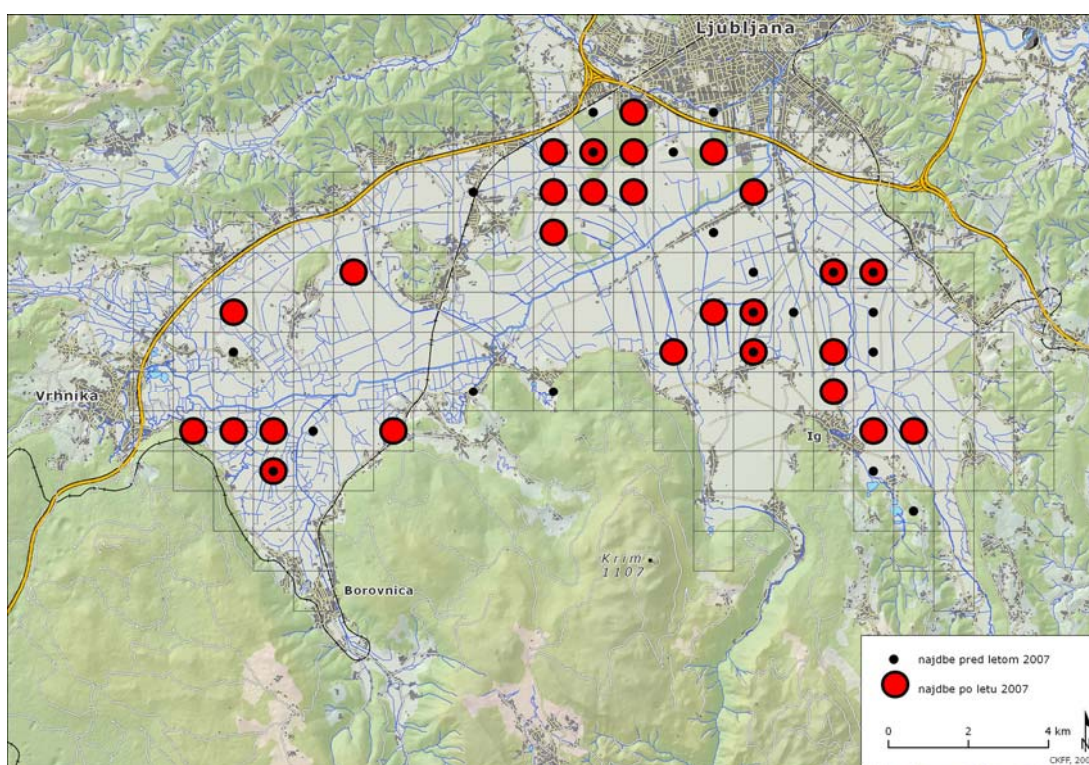 Ljubljana
Vrhnika
Ig
Krim
1107
Borovnica
najdbe pred letom 2007
najdbe po letu 2007
0 2 4 km
N